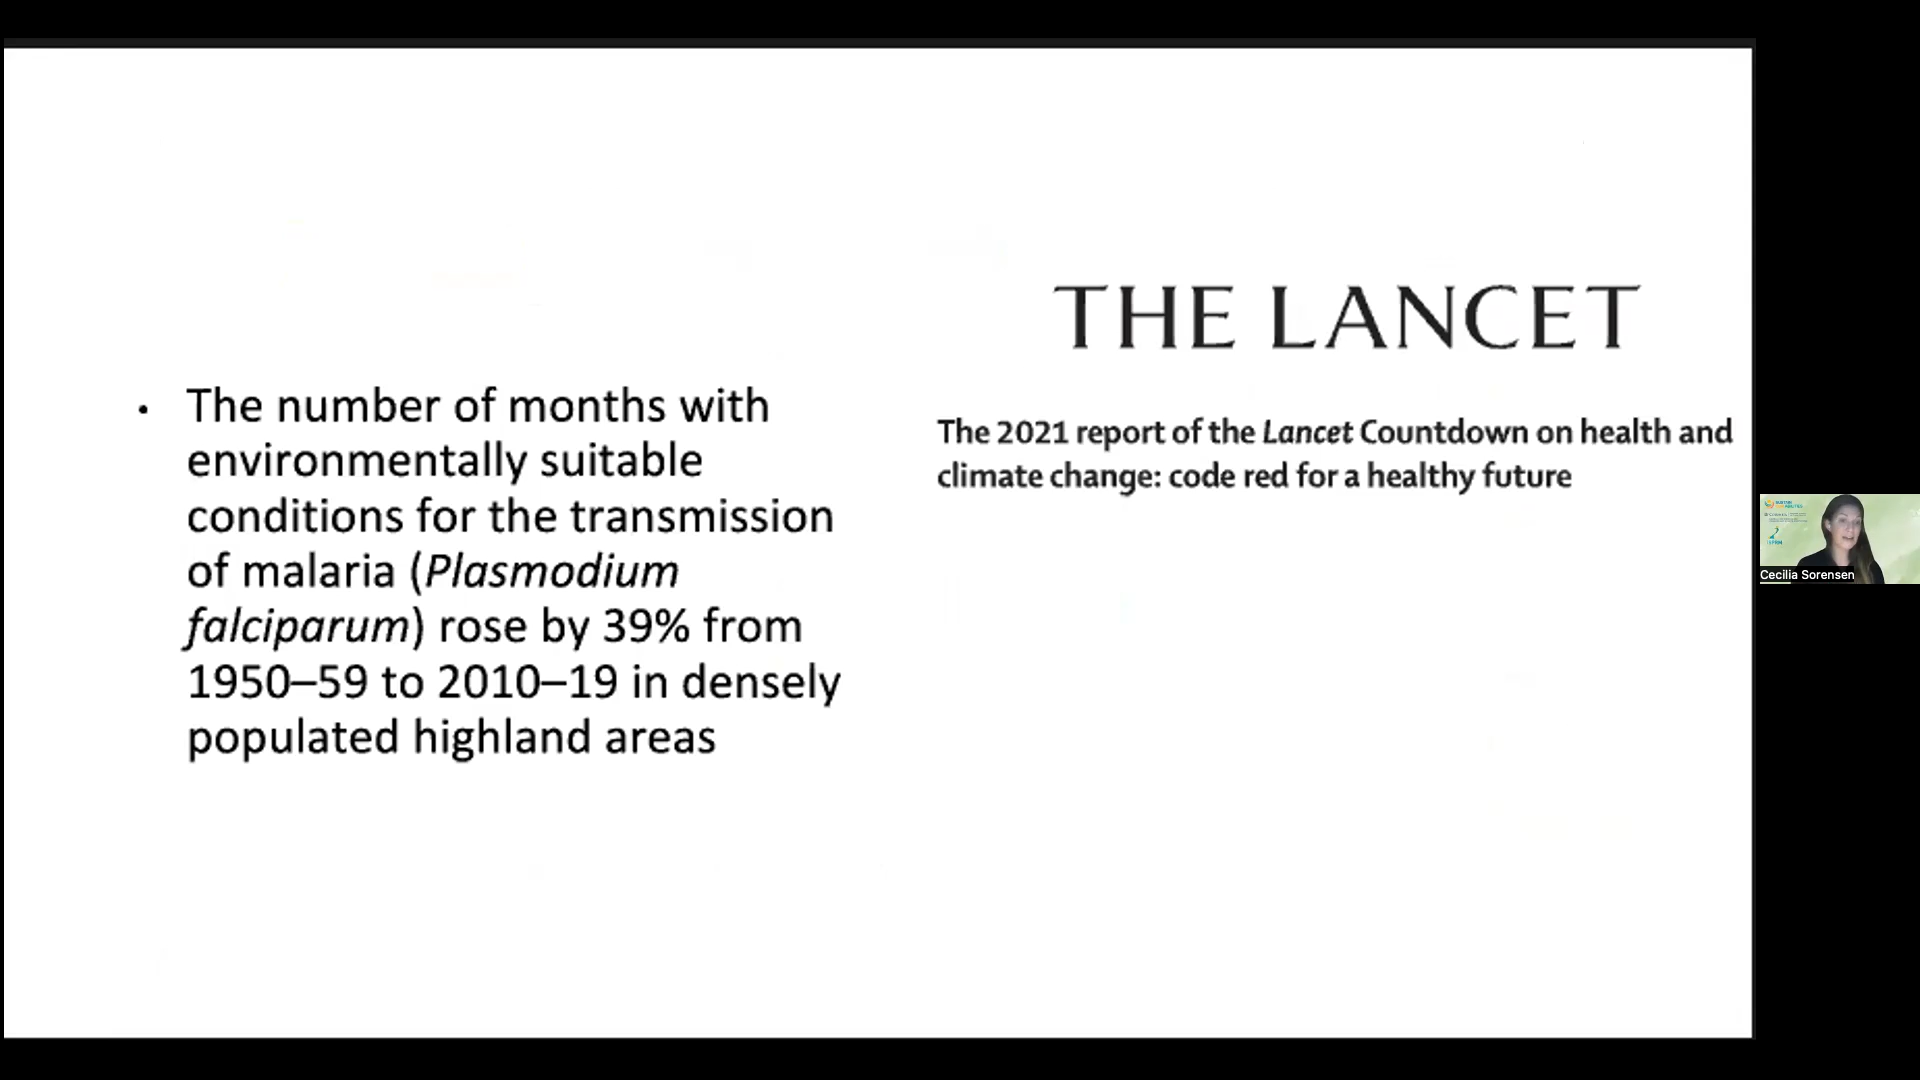 • The number of months with
environmentally suitable
conditions for the transmission
of malaria (Plasmodium
falciparum) rose by 39% from
1950–59 to 2010–19 in densely
populated highland areas
THE LANCET
The 2021 report of the Lancet Countdown on health and
climate change: code red for a healthy future
Cecilia Sorensen